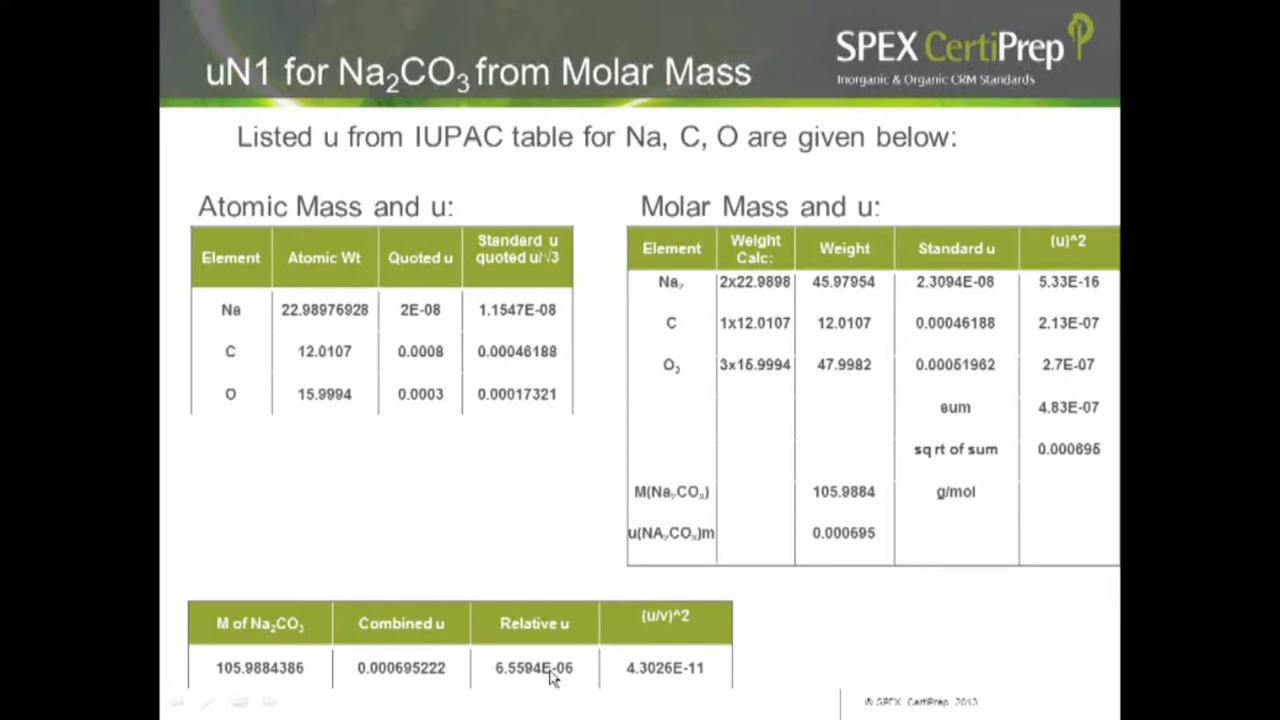 uN1 for Na₂CO₃ from Molar Mass
SPEX CertiPrep
Inorganic & Organic CRM Standards
Listed u from IUPAC table for Na, C, O are given below:
Atomic Mass and u:
Element Atomic Wt Quoted u Standard u quoted u/√3
Na 22.98976928 2E-08 1.1547E-08
C 12.0107 0.0008 0.00046188
O 15.9994 0.0003 0.00017321
Molar Mass and u:
Element Weight Calc: Weight Standard u (u)^2
Na₂ 2x22.9898 45.97954 2.3094E-08 5.33E-16
C 1x12.0107 12.0107 0.00046188 2.13E-07
O₃ 3x15.9994 47.9982 0.00051962 2.7E-07
sum 4.83E-07
sq rt of sum 0.000695
M(Na₂CO₃) 105.9884 g/mol
u(NA₂CO₃)m 0.000695
M of Na₂CO₃ Combined u Relative u (u/v)^2
105.9884386 0.000695222 6.5594E-06 4.3026E-11
© SPEX CertiPrep 2013